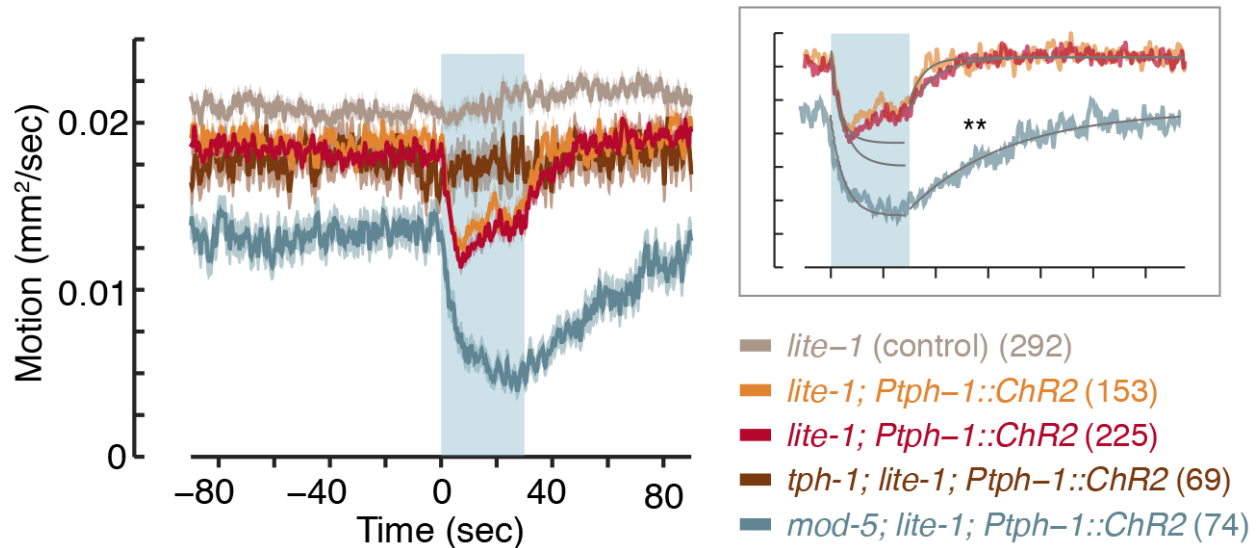 Motion (mm²/sec)
0.02
0.01
0
−80
−40
0
40
80
Time (sec)
**
lite−1 (control) (292)
lite-1; Ptph−1::ChR2 (153)
lite-1; Ptph−1::ChR2 (225)
tph-1; lite-1; Ptph−1::ChR2 (69)
mod-5; lite-1; Ptph−1::ChR2 (74)